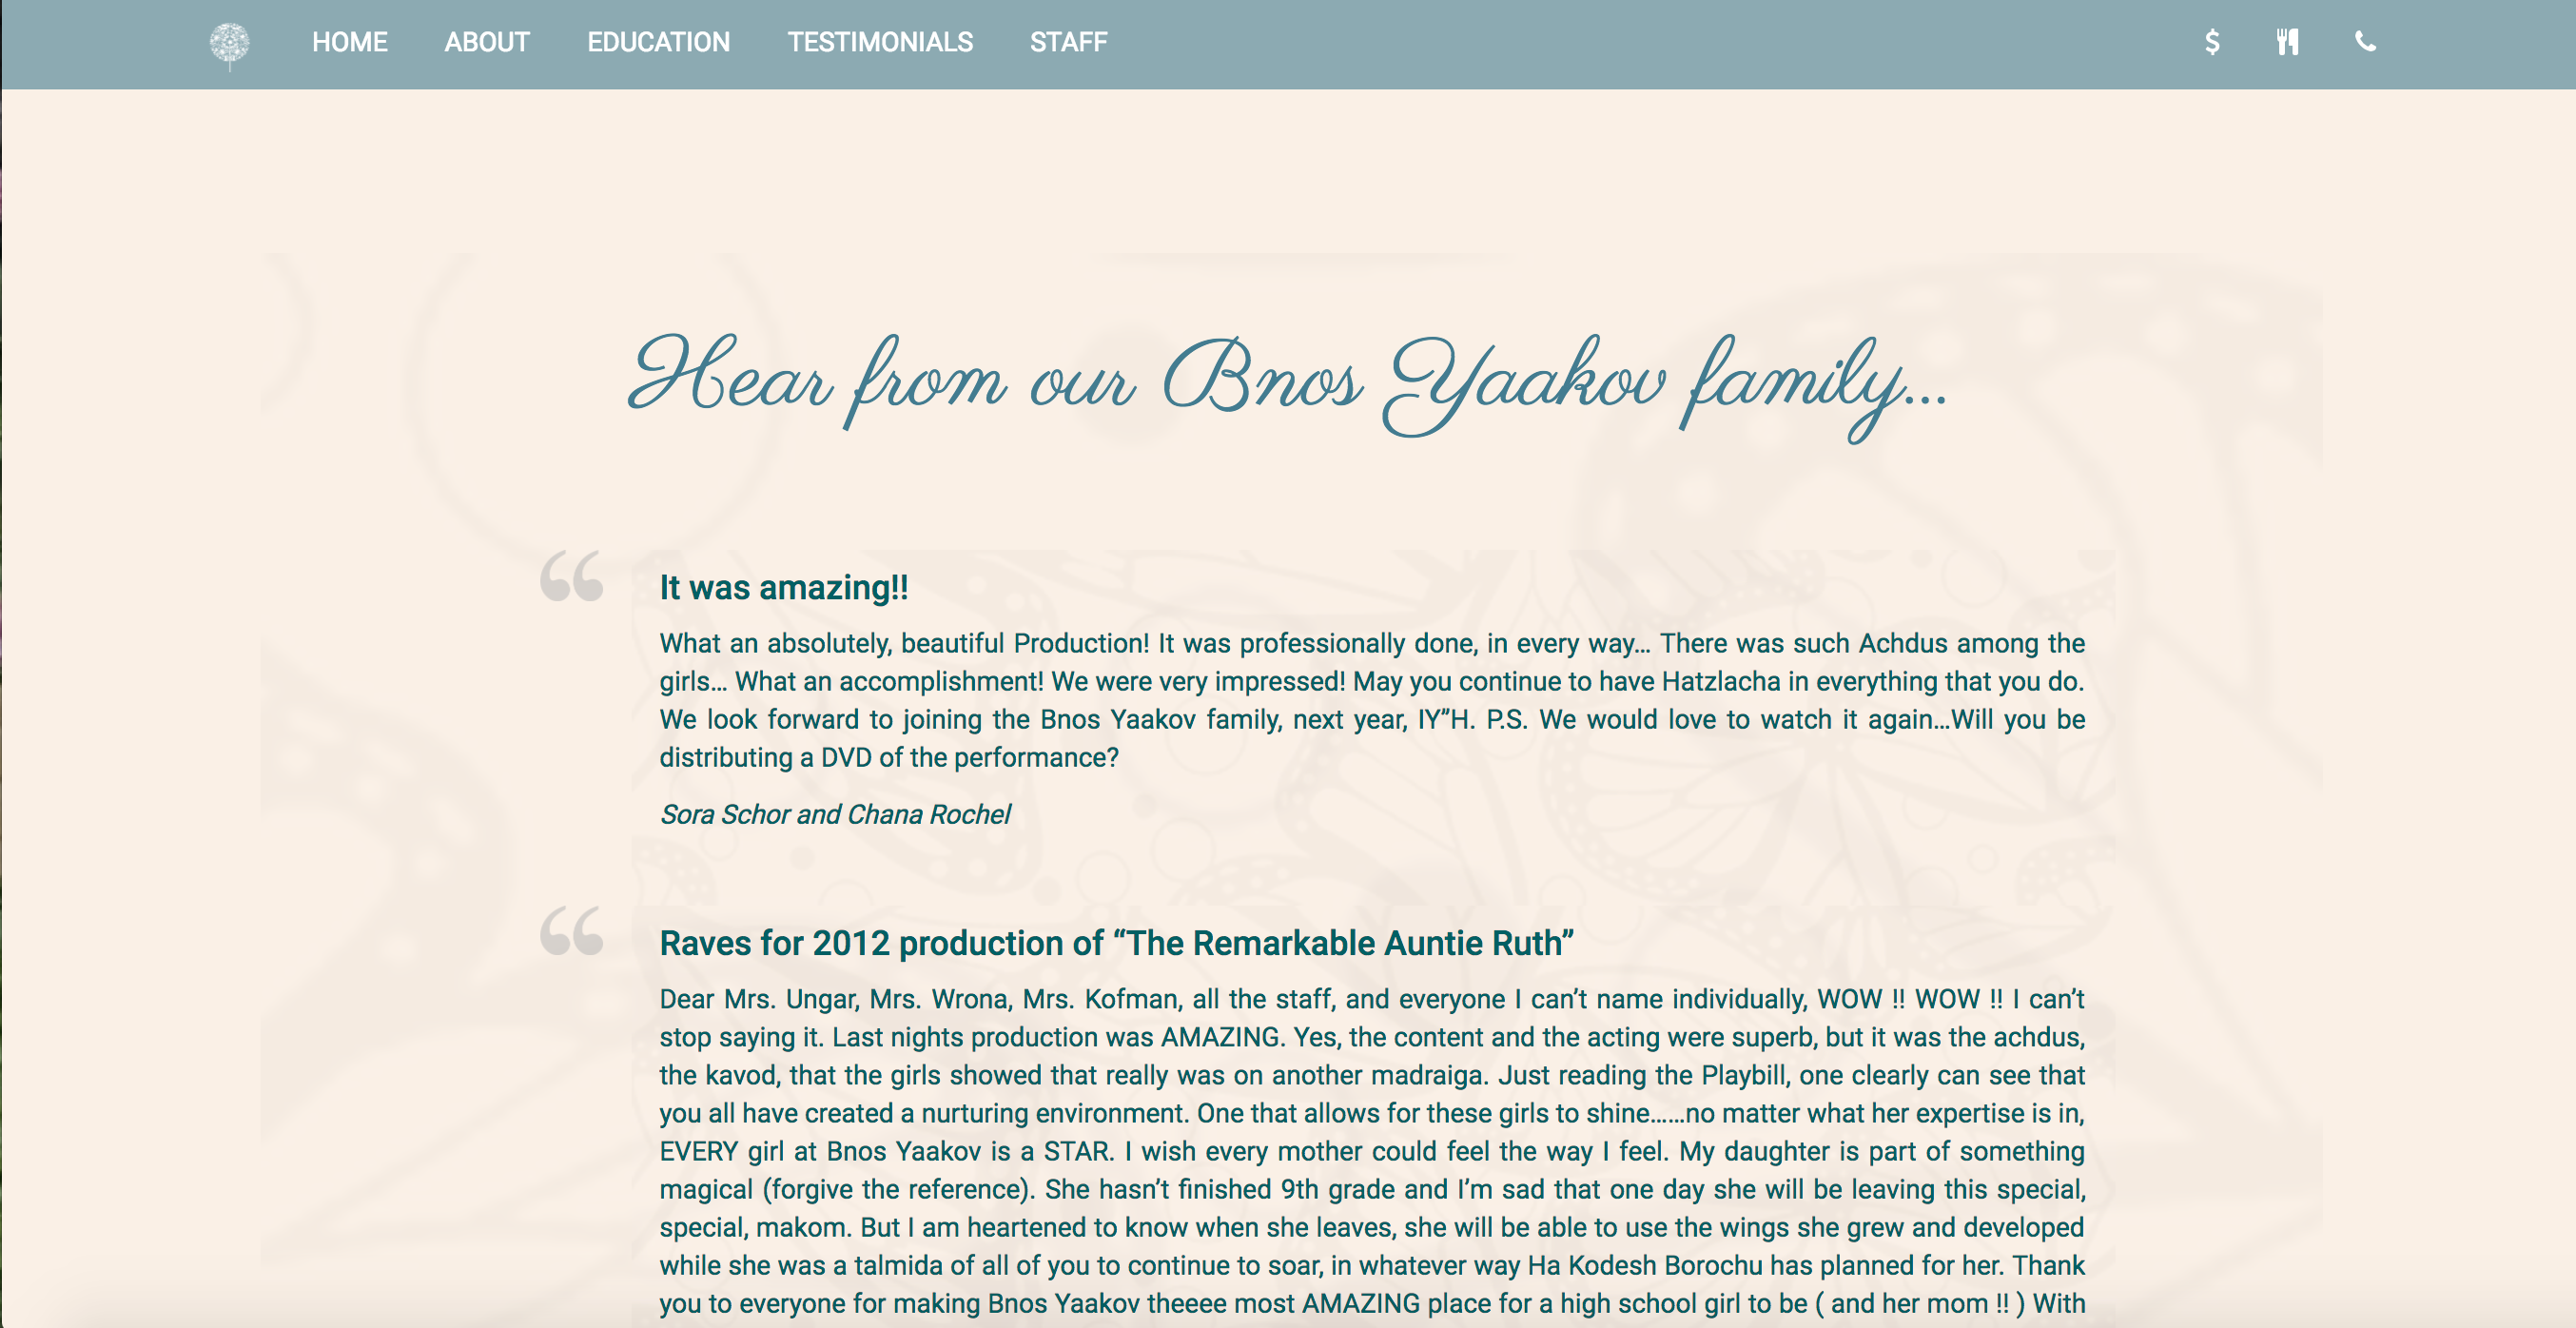 HOME ABOUT EDUCATION TESTIMONIALS STAFF $
Hear from our Bnos Yaakov family...
“
It was amazing!!
What an absolutely, beautiful Production! It was professionally done, in every way... There was such Achdus among the
girls... What an accomplishment! We were very impressed! May you continue to have Hatzlacha in everything that you do.
We look forward to joining the Bnos Yaakov family, next year, IY”H. P.S. We would love to watch it again...Will you be
distributing a DVD of the performance?
Sora Schor and Chana Rochel
“
Raves for 2012 production of “The Remarkable Auntie Ruth”
Dear Mrs. Ungar, Mrs. Wrona, Mrs. Kofman, all the staff, and everyone I can’t name individually, WOW !! WOW !! I can’t
stop saying it. Last nights production was AMAZING. Yes, the content and the acting were superb, but it was the achdus,
the kavod, that the girls showed that really was on another madraiga. Just reading the Playbill, one clearly can see that
you all have created a nurturing environment. One that allows for these girls to shine......no matter what her expertise is in,
EVERY girl at Bnos Yaakov is a STAR. I wish every mother could feel the way I feel. My daughter is part of something
magical (forgive the reference). She hasn’t finished 9th grade and I’m sad that one day she will be leaving this special,
special, makom. But I am heartened to know when she leaves, she will be able to use the wings she grew and developed
while she was a talmida of all of you to continue to soar, in whatever way Ha Kodesh Borochu has planned for her. Thank
you to everyone for making Bnos Yaakov theeee most AMAZING place for a high school girl to be ( and her mom !! ) With